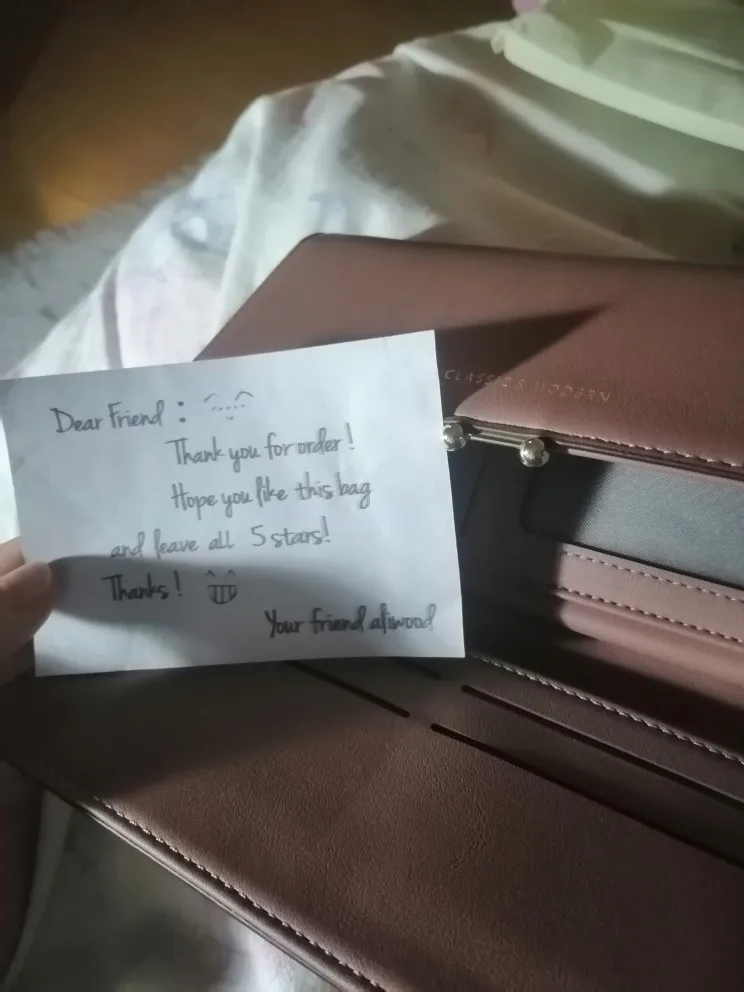 Dear Friend :
Thank you for order!
Hope you like this bag
and leave all 5 stars!
Thanks!
Your friend aliwood
CLASSIC & MODERN